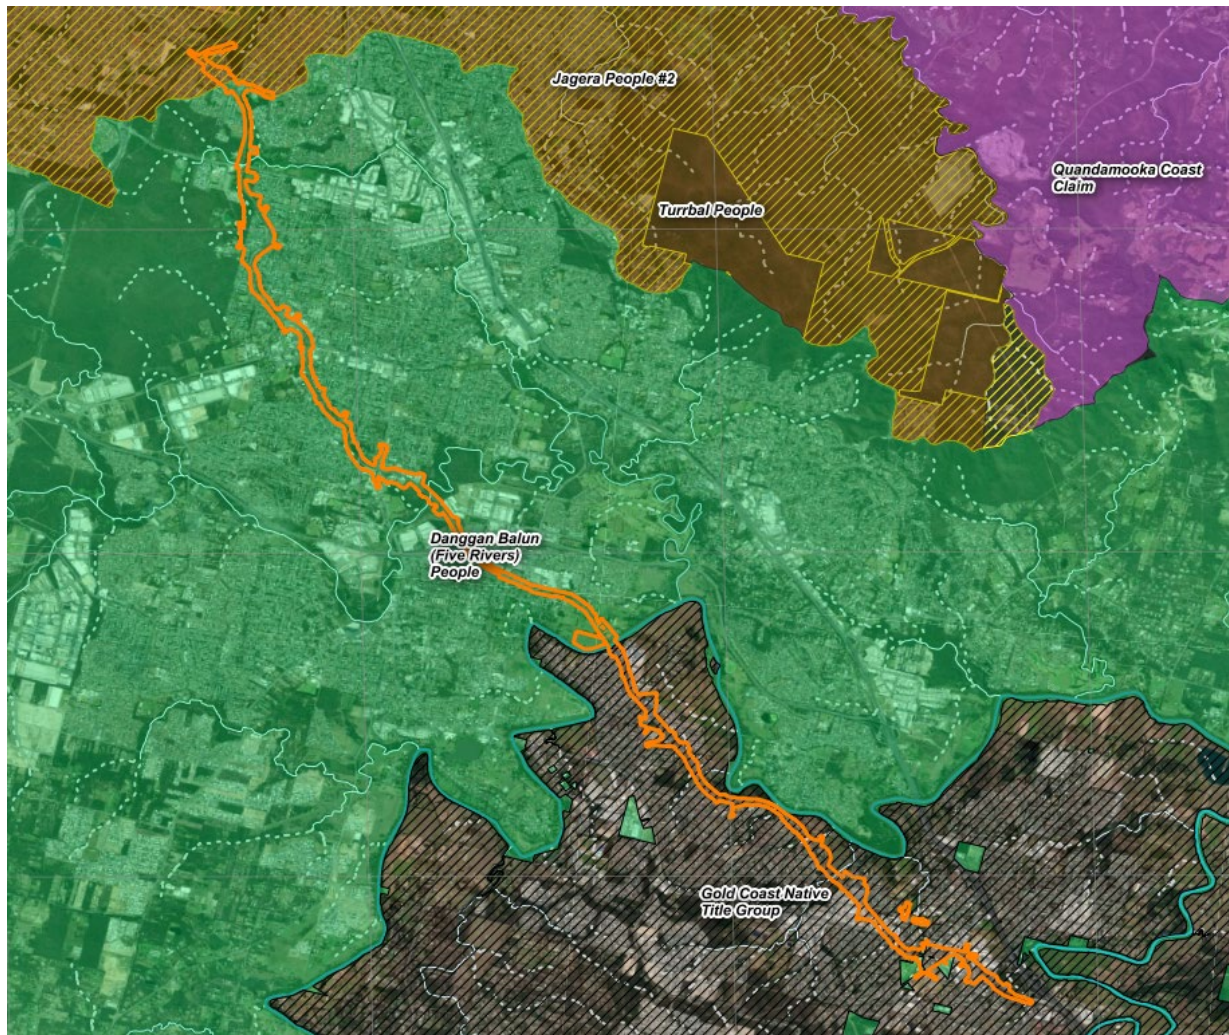 Jagera People #2
Quandamooka Coast
Claim
Turrbal People
Danggan Balun
(Five Rivers)
People
Gold Coast Native
Title Group